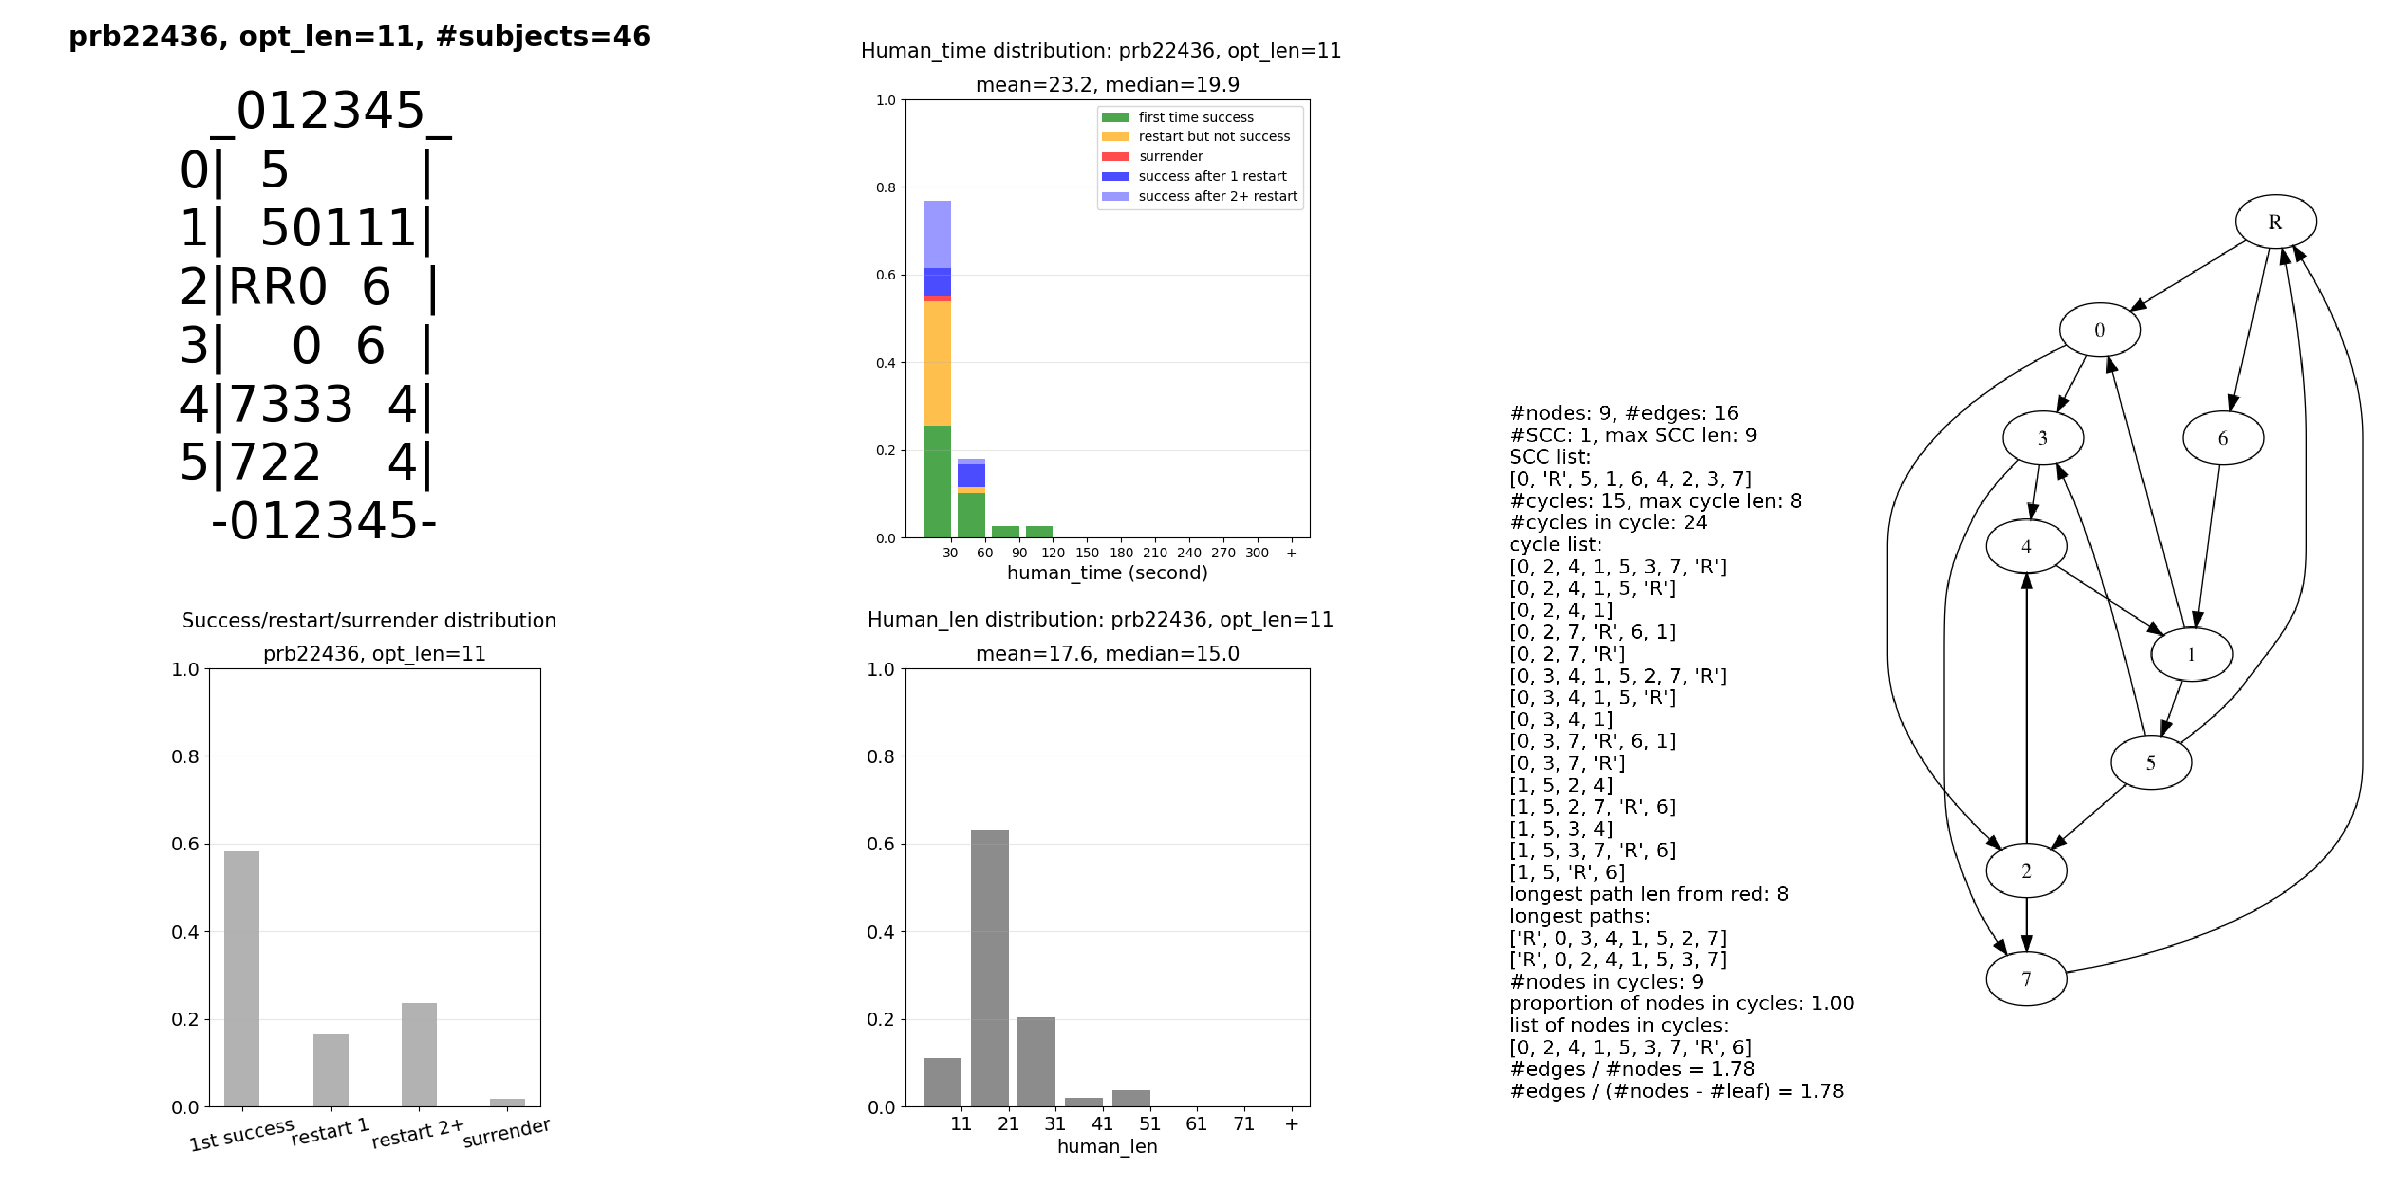 prb22436, opt_len=11, #subjects=46
_012345_
0| 5    |
1| 50111|
2|RR0 6 |
3|  0 6 |
4|7333 4|
5|722  4|
-012345-
Human_time distribution: prb22436, opt_len=11
mean=23.2, median=19.9
1.0
0.8
0.6
0.4
0.2
0.0
first time success
restart but not success
surrender
success after 1 restart
success after 2+ restart
30 60 90 120 150 180 210 240 270 300 +
human_time (second)
Success/restart/surrender distribution
prb22436, opt_len=11
1.0
0.8
0.6
0.4
0.2
0.0
1st success restart 1 restart 2+ surrender
Human_len distribution: prb22436, opt_len=11
mean=17.6, median=15.0
1.0
0.8
0.6
0.4
0.2
0.0
11 21 31 41 51 61 71 +
human_len
#nodes: 9, #edges: 16
#SCC: 1, max SCC len: 9
SCC list:
[0, 'R', 5, 1, 6, 4, 2, 3, 7]
#cycles: 15, max cycle len: 8
#cycles in cycle: 24
cycle list:
[0, 2, 4, 1, 5, 3, 7, 'R']
[0, 2, 4, 1, 5, 'R']
[0, 2, 4, 1]
[0, 2, 7, 'R', 6, 1]
[0, 2, 7, 'R']
[0, 3, 4, 1, 5, 2, 7, 'R']
[0, 3, 4, 1, 5, 'R']
[0, 3, 4, 1]
[0, 3, 7, 'R', 6, 1]
[0, 3, 7, 'R']
[1, 5, 2, 4]
[1, 5, 2, 7, 'R', 6]
[1, 5, 3, 4]
[1, 5, 3, 7, 'R', 6]
[1, 5, 'R', 6]
longest path len from red: 8
longest paths:
['R', 0, 3, 4, 1, 5, 2, 7]
['R', 0, 2, 4, 1, 5, 3, 7]
#nodes in cycles: 9
proportion of nodes in cycles: 1.00
list of nodes in cycles:
[0, 2, 4, 1, 5, 3, 7, 'R', 6]
#edges / #nodes = 1.78
#edges / (#nodes - #leaf) = 1.78
R
0
3
6
4
1
5
2
7